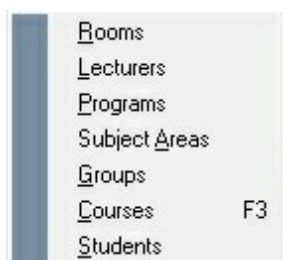 Rooms
Lecturers
Programs
Subject Areas
Groups
Courses F3
Students